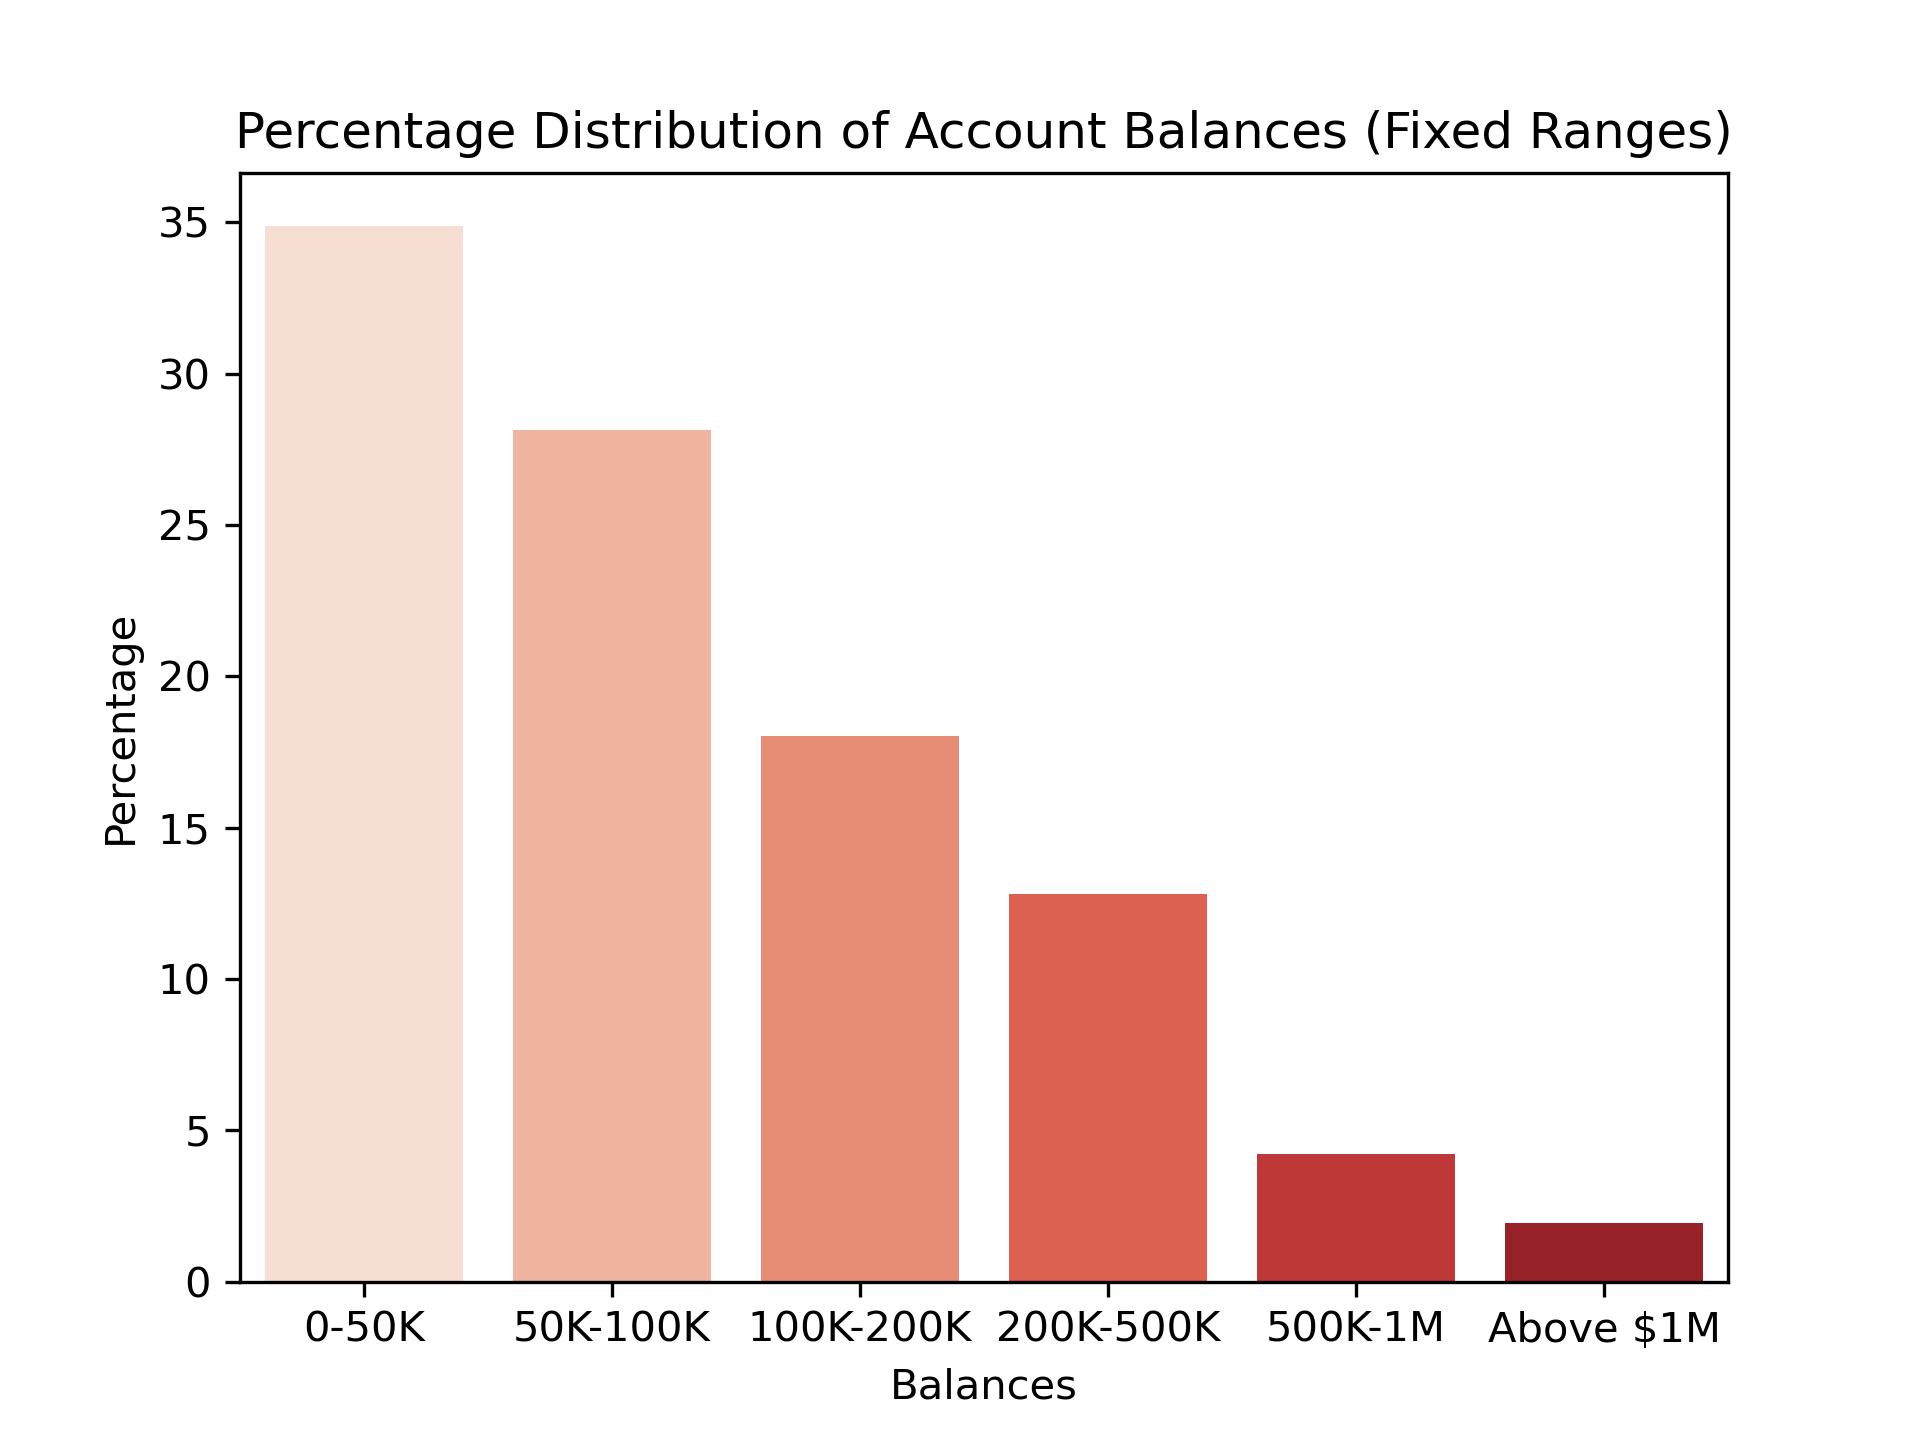 Percentage Distribution of Account Balances (Fixed Ranges)
35
30
25
20
15
10
5
0
Percentage
0-50K 50K-100K 100K-200K 200K-500K 500K-1M Above $1M
Balances